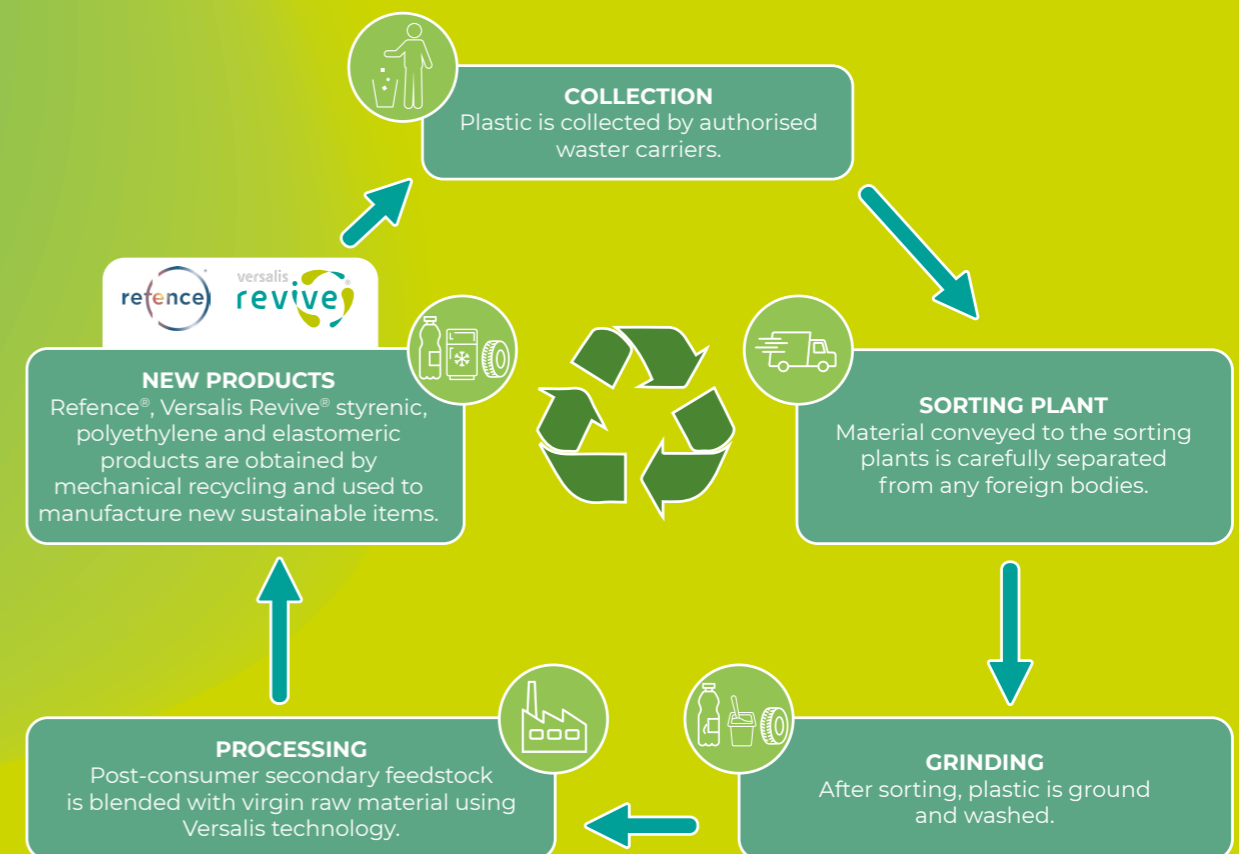 COLLECTION
Plastic is collected by authorised
waster carriers.
refence
versalis
revive®
NEW PRODUCTS
Refence®, Versalis Revive® styrenic,
polyethylene and elastomeric
products are obtained by
mechanical recycling and used to
manufacture new sustainable items.
SORTING PLANT
Material conveyed to the sorting
plants is carefully separated
from any foreign bodies.
PROCESSING
Post-consumer secondary feedstock
is blended with virgin raw material using
Versalis technology.
GRINDING
After sorting, plastic is ground
and washed.